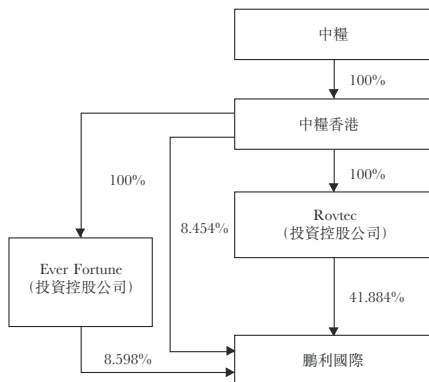 中糧
100%
中糧香港
100%
100%
8.454%
Rovtec
(投資控股公司)
Ever Fortune
(投資控股公司)
41.884%
8.598%
鵬利國際